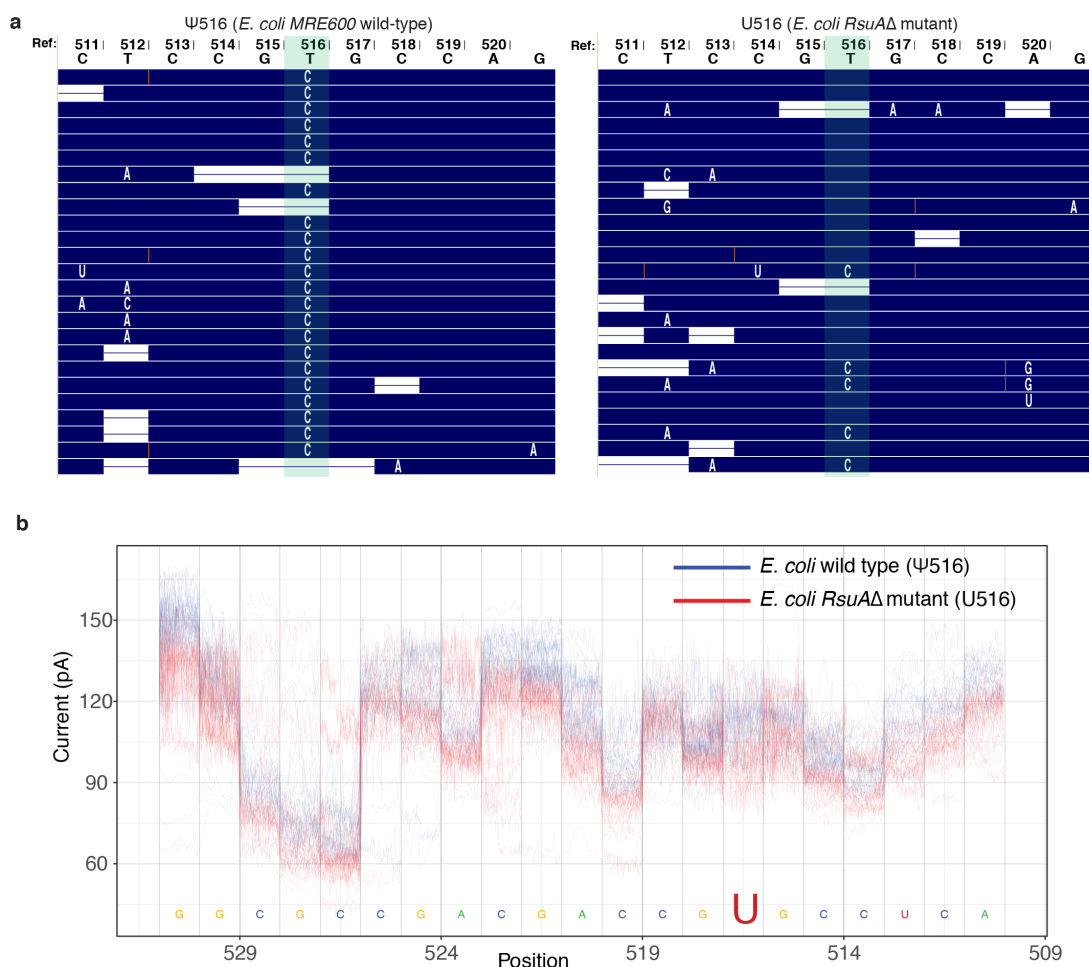 a
Ψ516 (E. coli MRE600 wild-type)
Ref: 511 512 513 514 515 516 517 518 519 520
C T C C G T G C C A G
C
C
C
C
C
C
A
C
C
C
C
U C
A C
A C C
A C
A C
C
C
C
C
C
C
C A
A
U516 (E. coli RsuAΔ mutant)
Ref: 511 512 513 514 515 516 517 518 519 520
C T C C G T G C C A G
A A A
C A
G A
U C
A
A C G
A C G
U
A C
A C
b
E. coli wild type (Ψ516)
E. coli RsuAΔ mutant (U516)
Current (pA)
150
120
90
60
G G C G C C G A C G A C C G U G C C U C A
529 524 519 514 509
Position